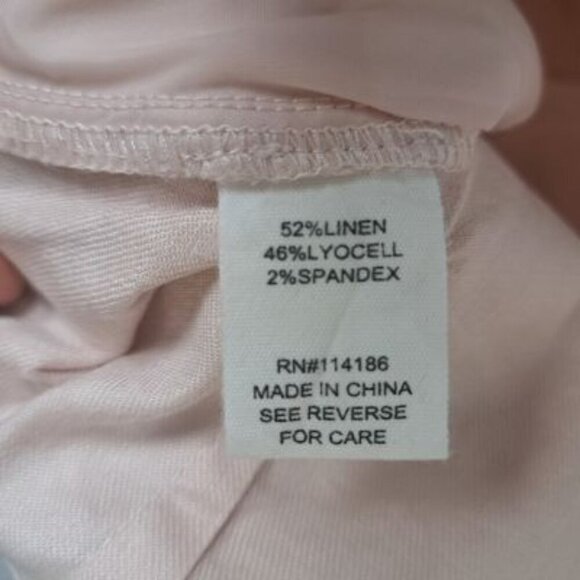 52%LINEN
46%LYOCELL
2%SPANDEX
RN#114186
MADE IN CHINA
SEE REVERSE
FOR CARE